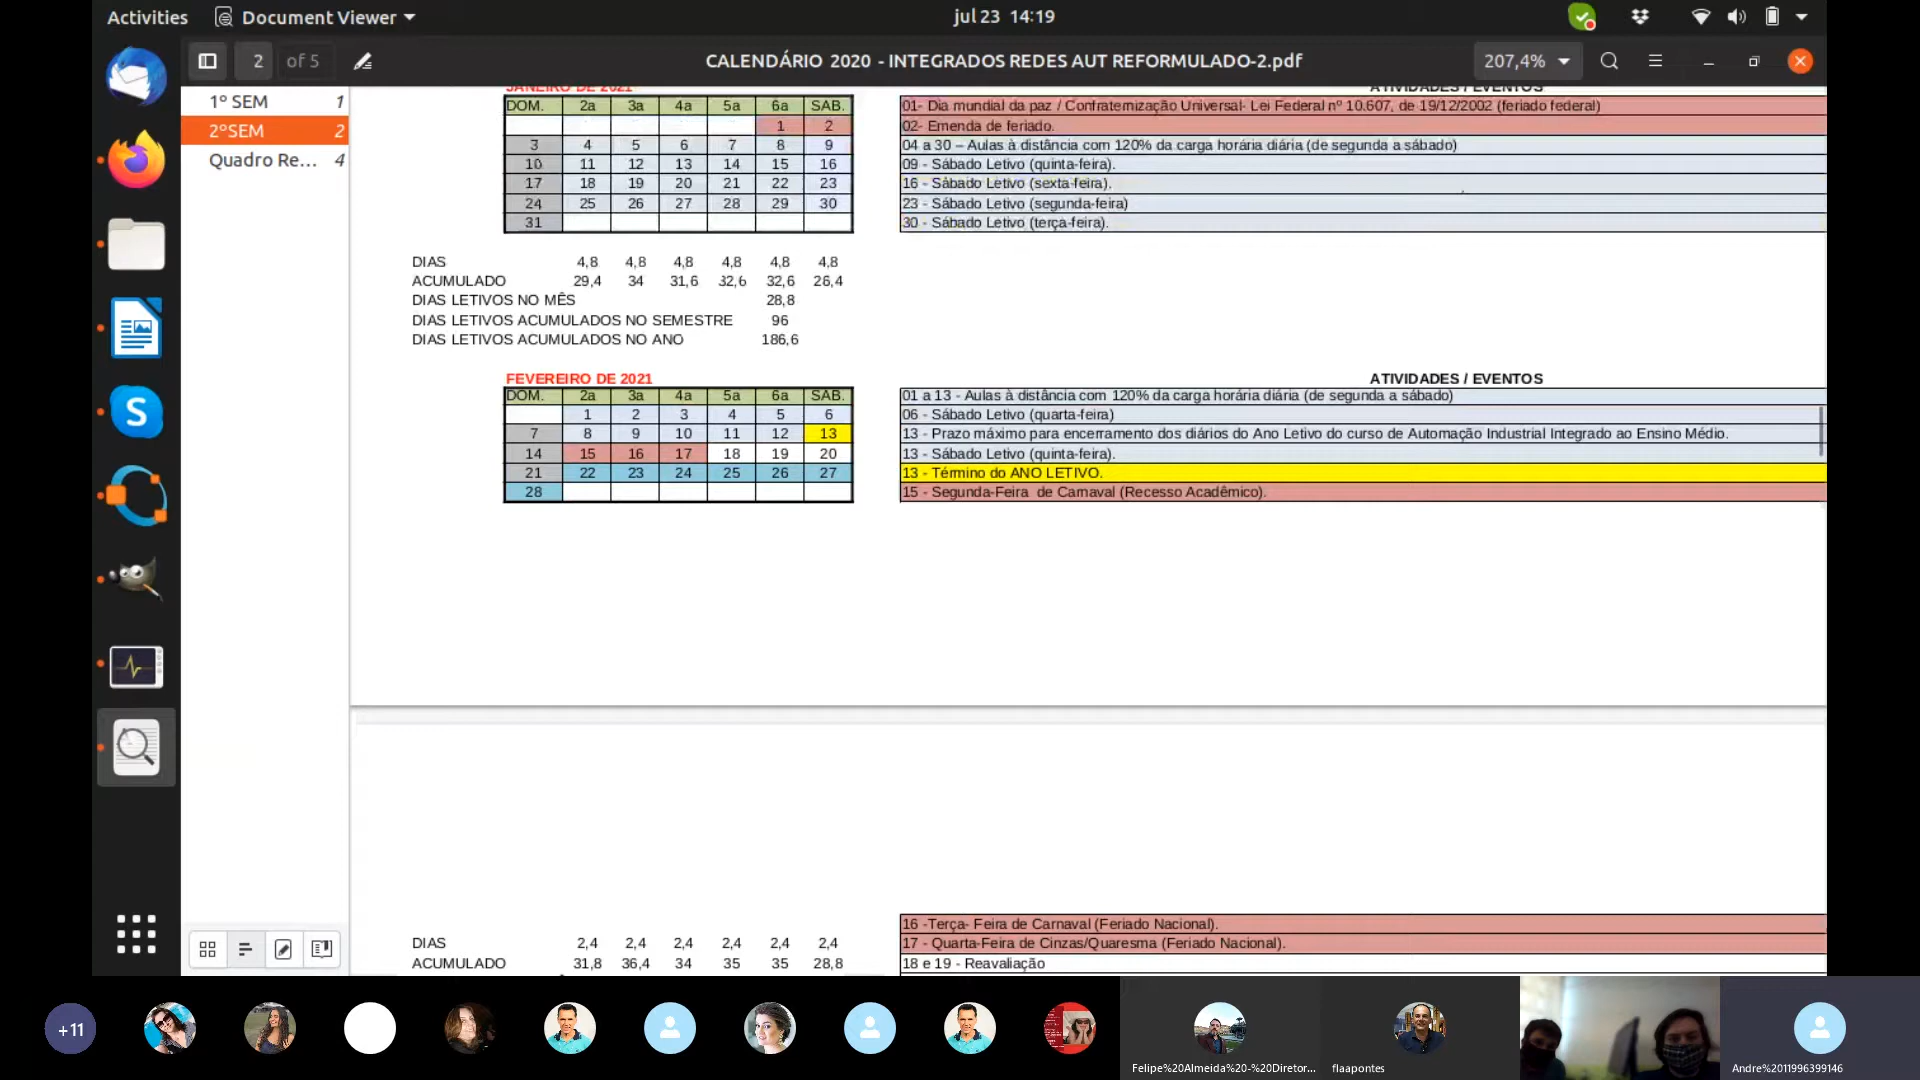 Activities Document Viewer jul 23 14:19
2 of 5 CALENDÁRIO 2020 - INTEGRADOS REDES AUT REFORMULADO-2.pdf 207,4%
1º SEM 1
2ºSEM 2
Quadro Re... 4
JANEIRO DE 2021 ATIVIDADES / EVENTOS
DOM. 2a 3a 4a 5a 6a SAB. 01- Dia mundial da paz / Confraternização Universal- Lei Federal nº 10.607, de 19/12/2002 (feriado federal)
1 2 02- Emenda de feriado.
3 4 5 6 7 8 9 04 a 30 – Aulas à distância com 120% da carga horária diária (de segunda a sábado)
10 11 12 13 14 15 16 09 - Sábado Letivo (quinta-feira).
17 18 19 20 21 22 23 16 - Sábado Letivo (sexta-feira).
24 25 26 27 28 29 30 23 - Sábado Letivo (segunda-feira)
31 30 - Sábado Letivo (terça-feira).
DIAS 4,8 4,8 4,8 4,8 4,8 4,8
ACUMULADO 29,4 34 31,6 32,6 32,6 26,4
DIAS LETIVOS NO MÊS 28,8
DIAS LETIVOS ACUMULADOS NO SEMESTRE 96
DIAS LETIVOS ACUMULADOS NO ANO 186,6
FEVEREIRO DE 2021 ATIVIDADES / EVENTOS
DOM. 2a 3a 4a 5a 6a SAB. 01 a 13 - Aulas à distância com 120% da carga horária diária (de segunda a sábado)
1 2 3 4 5 6 06 - Sábado Letivo (quarta-feira)
7 8 9 10 11 12 13 13 - Prazo máximo para encerramento dos diários do Ano Letivo do curso de Automação Industrial Integrado ao Ensino Médio.
14 15 16 17 18 19 20 13 - Sábado Letivo (quinta-feira).
21 22 23 24 25 26 27 13 - Término do ANO LETIVO.
28 15 - Segunda-Feira de Carnaval (Recesso Acadêmico).
16 -Terça- Feira de Carnaval (Feriado Nacional).
DIAS 2,4 2,4 2,4 2,4 2,4 2,4 17 - Quarta-Feira de Cinzas/Quaresma (Feriado Nacional).
ACUMULADO 31,8 36,4 34 35 35 28,8 18 e 19 - Reavaliação
+11
Felipe%20Almeida%20-%20Diretor... flaapontes Andre%2011996399146